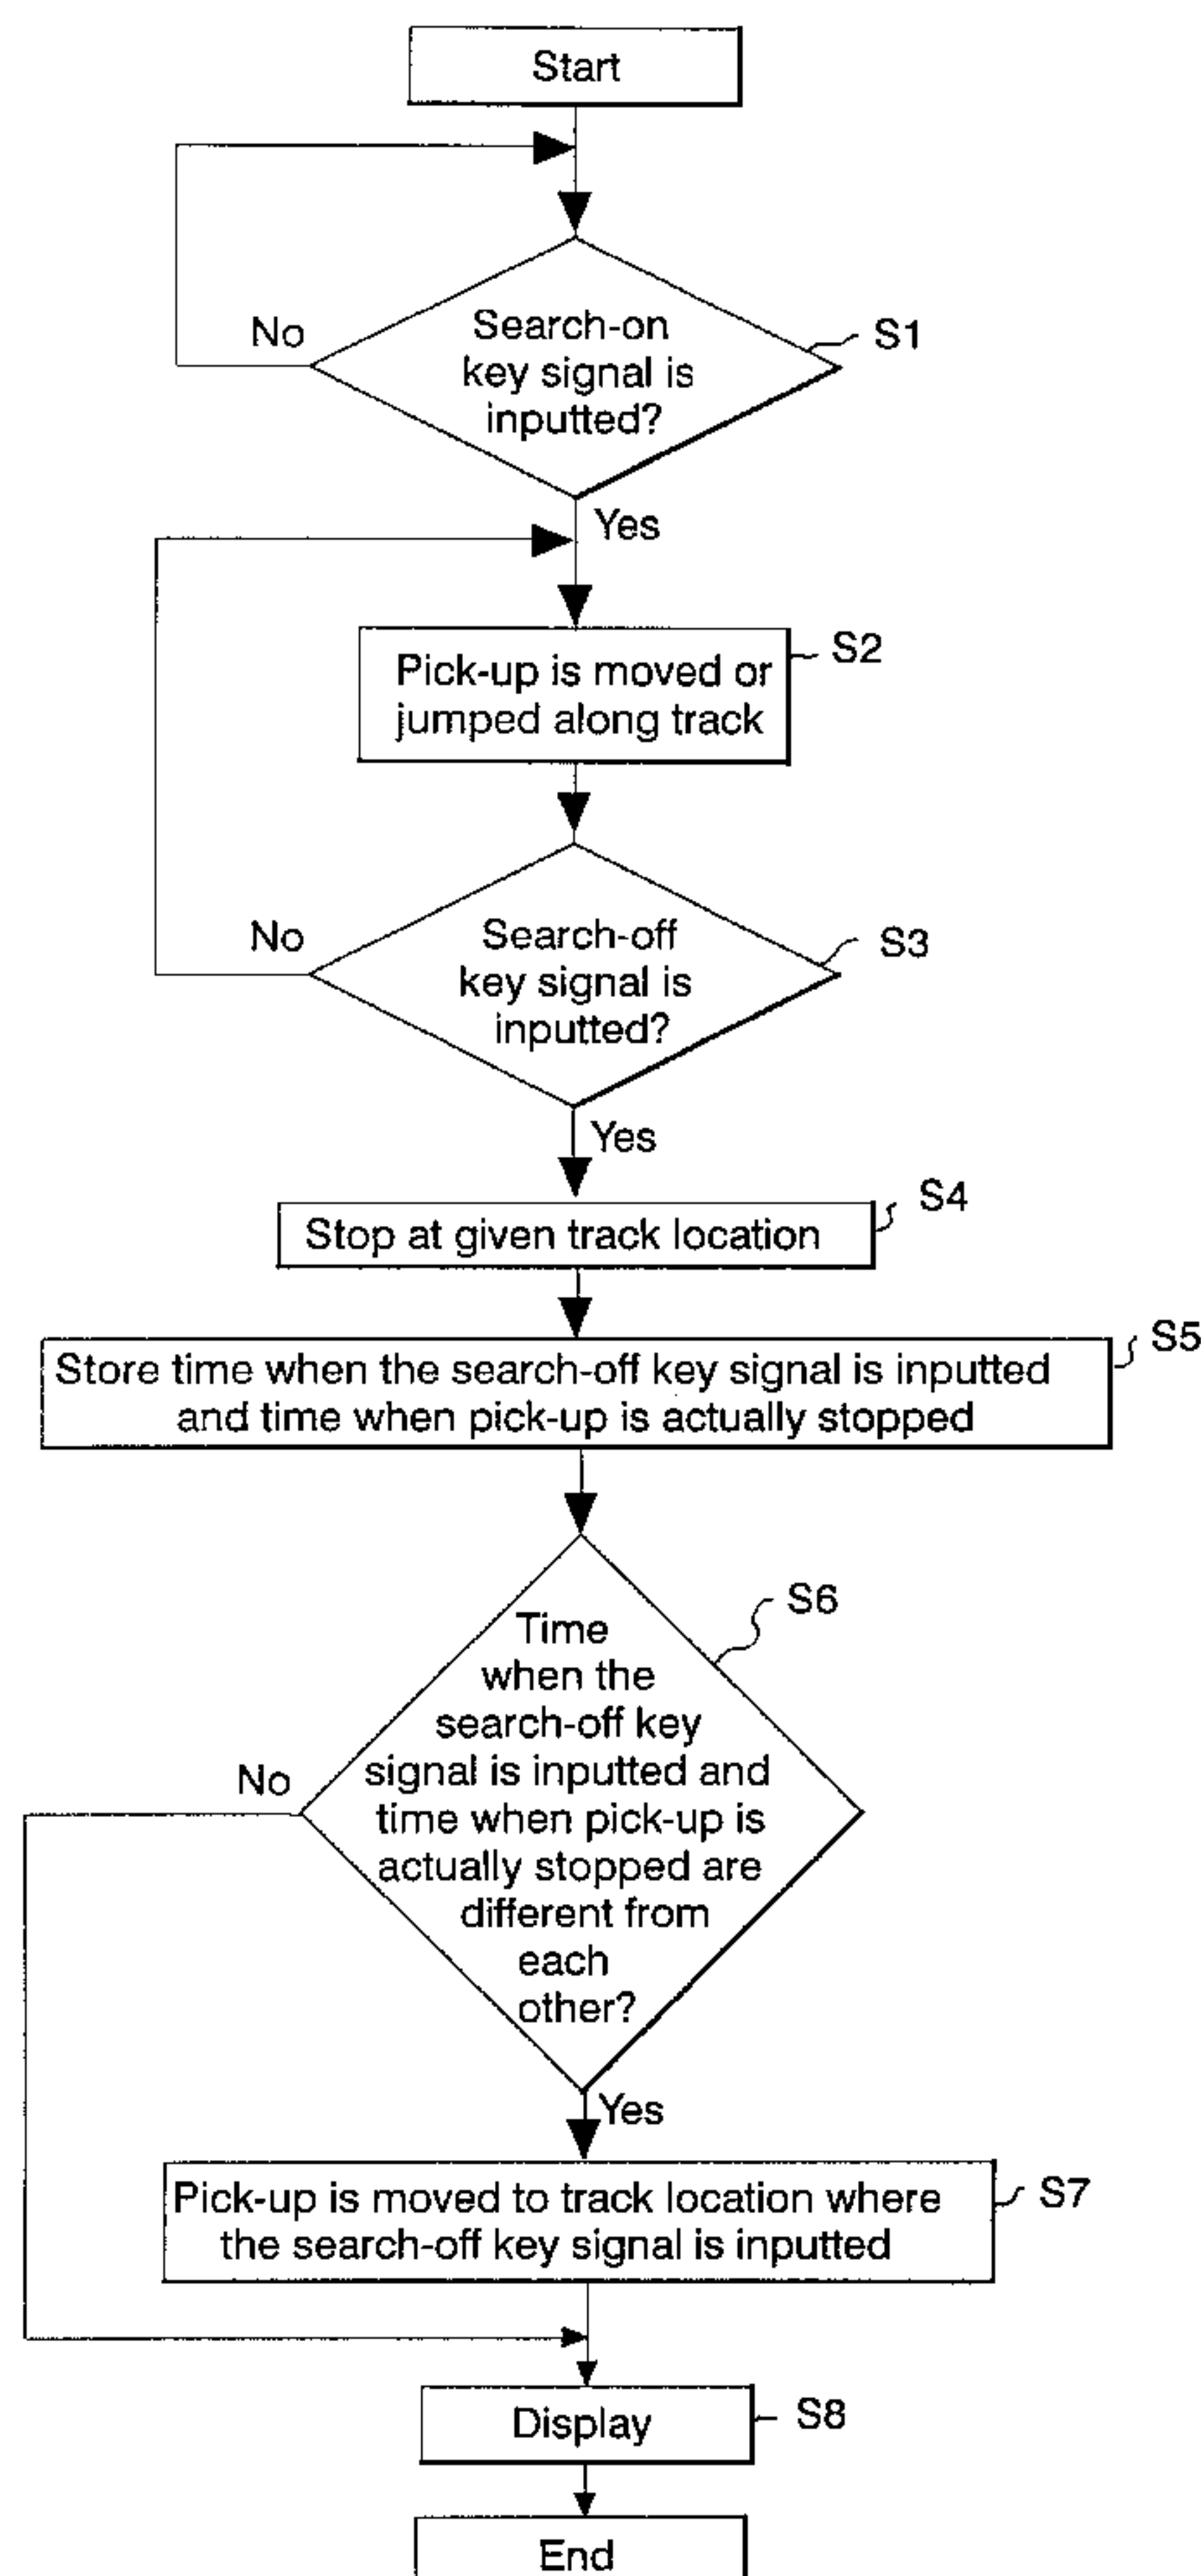 Start
Search-on
key signal is
inputted?
No
S1
Yes
Pick-up is moved or
jumped along track
S2
Search-off
key signal is
inputted?
No
S3
Yes
Stop at given track location
S4
Store time when the search-off key signal is inputted
and time when pick-up is actually stopped
S5
Time
when the
search-off key
signal is inputted and
time when pick-up is
actually stopped are
different from
each
other?
S6
No
Yes
Pick-up is moved to track location where
the search-off key signal is inputted
S7
Display
S8
End